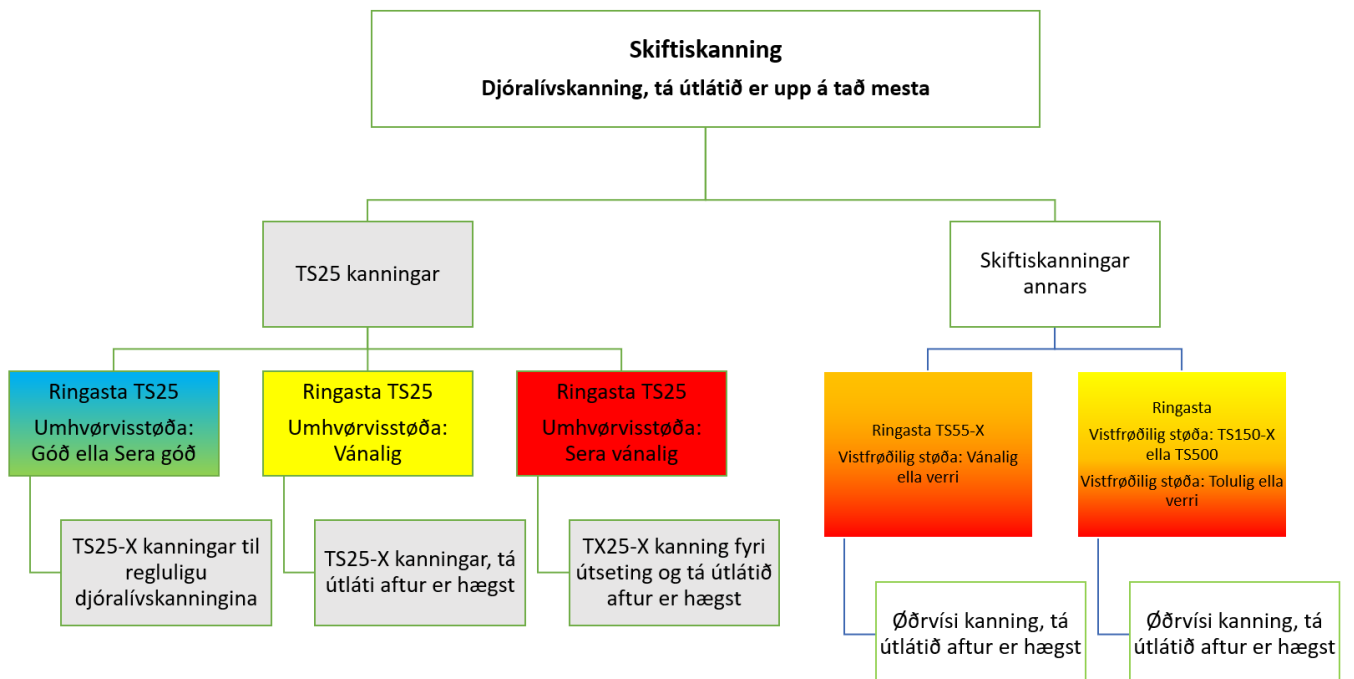 Skiftiskanning
Djóralívskanning, tá útlátið er upp á tað mesta
TS25 kanningar
Skiftiskanningar
annars
Ringasta TS25
Umhvørvisstøða:
Góð ella Sera góð
Ringasta TS25
Umhvørvisstøða:
Vánalig
Ringasta TS25
Umhvørvisstøða:
Sera vánalig
Ringasta TS55-X
Vistfrøðilig støða: Vánalig
ella verri
Ringasta
Vistfrøðilig støða: TS150-X
ella TS500
Vistfrøðilig støða: Tolulig ella
verri
TS25-X kanningar til
regluligu
djóralívskanningina
TS25-X kanningar, tá
útláti aftur er hægst
TX25-X kanning fyri
útseting og tá útlátið
aftur er hægst
Øðrvísi kanning, tá
útlátið aftur er hægst
Øðrvísi kanning, tá
útlátið aftur er hægst